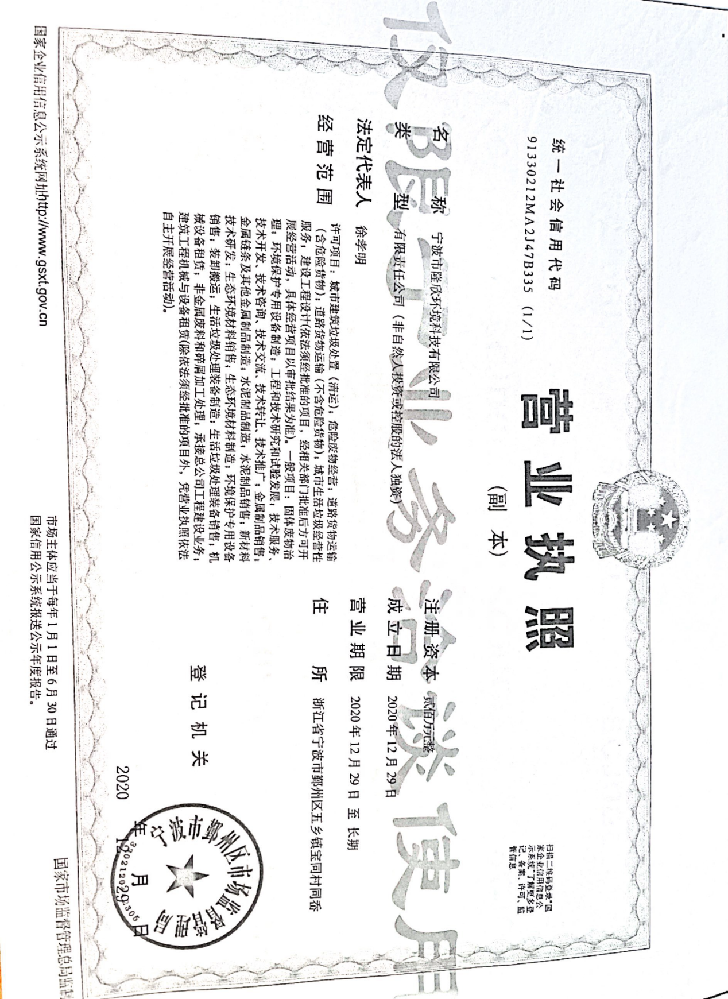 统一社会信用代码
91330212MA2J47B335 (1/1)
营业执照
(副 本)
扫描二维码登录“国
家企业信用信息公
示系统”了解更多登
记、备案、许可、监
管信息
仅限于业务洽谈使用
名称 宁波市隆欣环境科技有限公司
类型 有限责任公司（非自然人投资或控股的法人独资）
法定代表人 徐孝明
经营范围 许可项目：城市建筑垃圾处置（清运）；危险废物经营；道路货物运输
（含危险货物）；道路货物运输（不含危险货物）；城市生活垃圾经营性
服务；建设工程设计(依法须经批准的项目，经相关部门批准后方可开
展经营活动，具体经营项目以审批结果为准)。一般项目：固体废物治
理；环境保护专用设备制造；工程和技术研究和试验发展；技术服务、
技术开发、技术咨询、技术交流、技术转让、技术推广；金属制品销售；
金属链条及其他金属制品制造；水泥制品制造；水泥制品销售；新材料
技术研发；生态环境材料销售；生态环境材料制造；环境保护专用设备
销售；装卸搬运；生活垃圾处理装备制造；生活垃圾处理装备销售；机
械设备租赁；非金属废料和碎屑加工处理；承接总公司工程建设业务；
建筑工程机械与设备租赁(除依法须经批准的项目外，凭营业执照依法
自主开展经营活动)。
注册资本 贰佰万元整
成立日期 2020年12月29日
营业期限 2020年12月29日 至 长期
住所 浙江省宁波市鄞州区五乡镇宝同村同岙
登记机关
宁波市鄞州区市场监督管理局
2020 年 12 月 29 日
国家企业信用信息公示系统网址http://www.gsxt.gov.cn
市场主体应当于每年1月1日至6月30日通过
国家信用公示系统报送公示年度报告。
国家市场监督管理总局监制